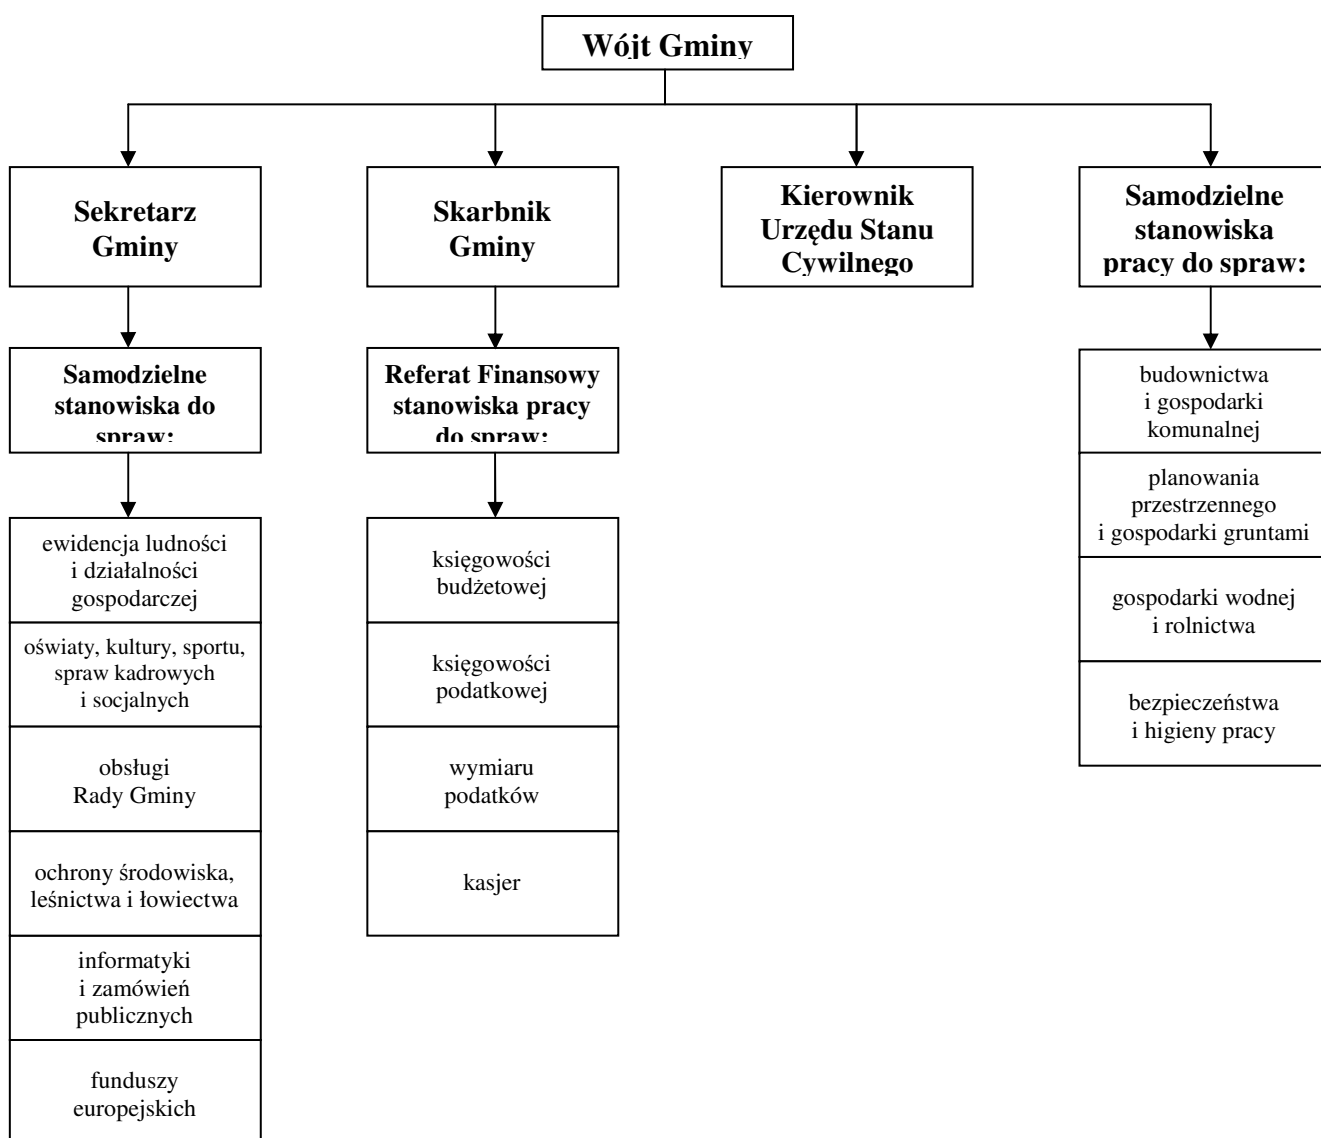 Wójt Gminy
Sekretarz
Gminy
Skarbnik
Gminy
Kierownik
Urzędu Stanu
Cywilnego
Samodzielne
stanowiska
pracy do spraw:
Samodzielne
stanowiska do
spraw:
Referat Finansowy
stanowiska pracy
do spraw:
ewidencja ludności
i działalności
gospodarczej
oświaty, kultury, sportu,
spraw kadrowych
i socjalnych
obsługi
Rady Gminy
ochrony środowiska,
leśnictwa i łowiectwa
informatyki
i zamówień
publicznych
funduszy
europejskich
księgowości
budżetowej
księgowości
podatkowej
wymiaru
podatków
kasjer
budownictwa
i gospodarki
komunalnej
planowania
przestrzennego
i gospodarki gruntami
gospodarki wodnej
i rolnictwa
bezpieczeństwa
i higieny pracy